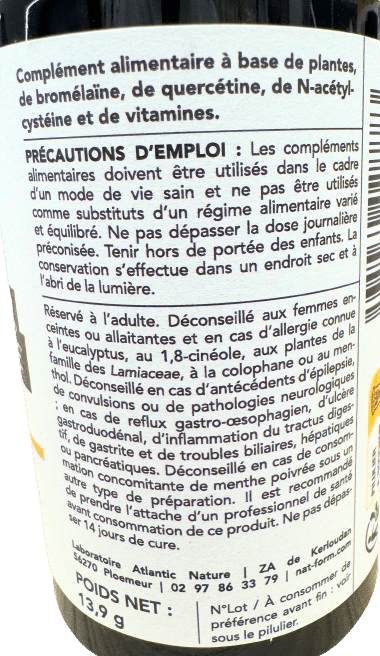 Complément alimentaire à base de plantes,
de bromélaïne, de quercétine, de N-acétyl-
cystéine et de vitamines.
PRÉCAUTIONS D'EMPLOI : Les compléments
alimentaires doivent être utilisés dans le cadre
d'un mode de vie sain et ne pas être utilisés
comme substituts d'un régime alimentaire varié
et équilibré. Ne pas dépasser la dose journalière
préconisée. Tenir hors de portée des enfants. La
conservation s'effectue dans un endroit sec et à
l'abri de la lumière.
Réservé à l'adulte. Déconseillé aux femmes en-
ceintes ou allaitantes et en cas d'allergie connue
à l'eucalyptus, au 1,8-cinéole, aux plantes de la
famille des Lamiaceae, à la colophane ou au men-
thol. Déconseillé en cas d'antécédents d'épilepsie,
de convulsions ou de pathologies neurologiques
; en cas de reflux gastro-œsophagien, d'ulcère
gastroduodénal, d'inflammation du tractus diges-
tif, de gastrite et de troubles biliaires, hépatiques
ou pancréatiques. Déconseillé en cas de consom-
mation concomitante de menthe poivrée sous un
autre type de préparation. Il est recommandé
de prendre l'attache d'un professionnel de santé
avant consommation de ce produit. Ne pas dépas-
ser 14 jours de cure.
Laboratoire Atlantic Nature | ZA de Kerloudan
56270 Ploemeur | 02 97 86 33 79 | nat-form.com
POIDS NET :
13,9 g
N°Lot / À consommer de
préférence avant fin : voir
sous le pilulier.
PILULIER